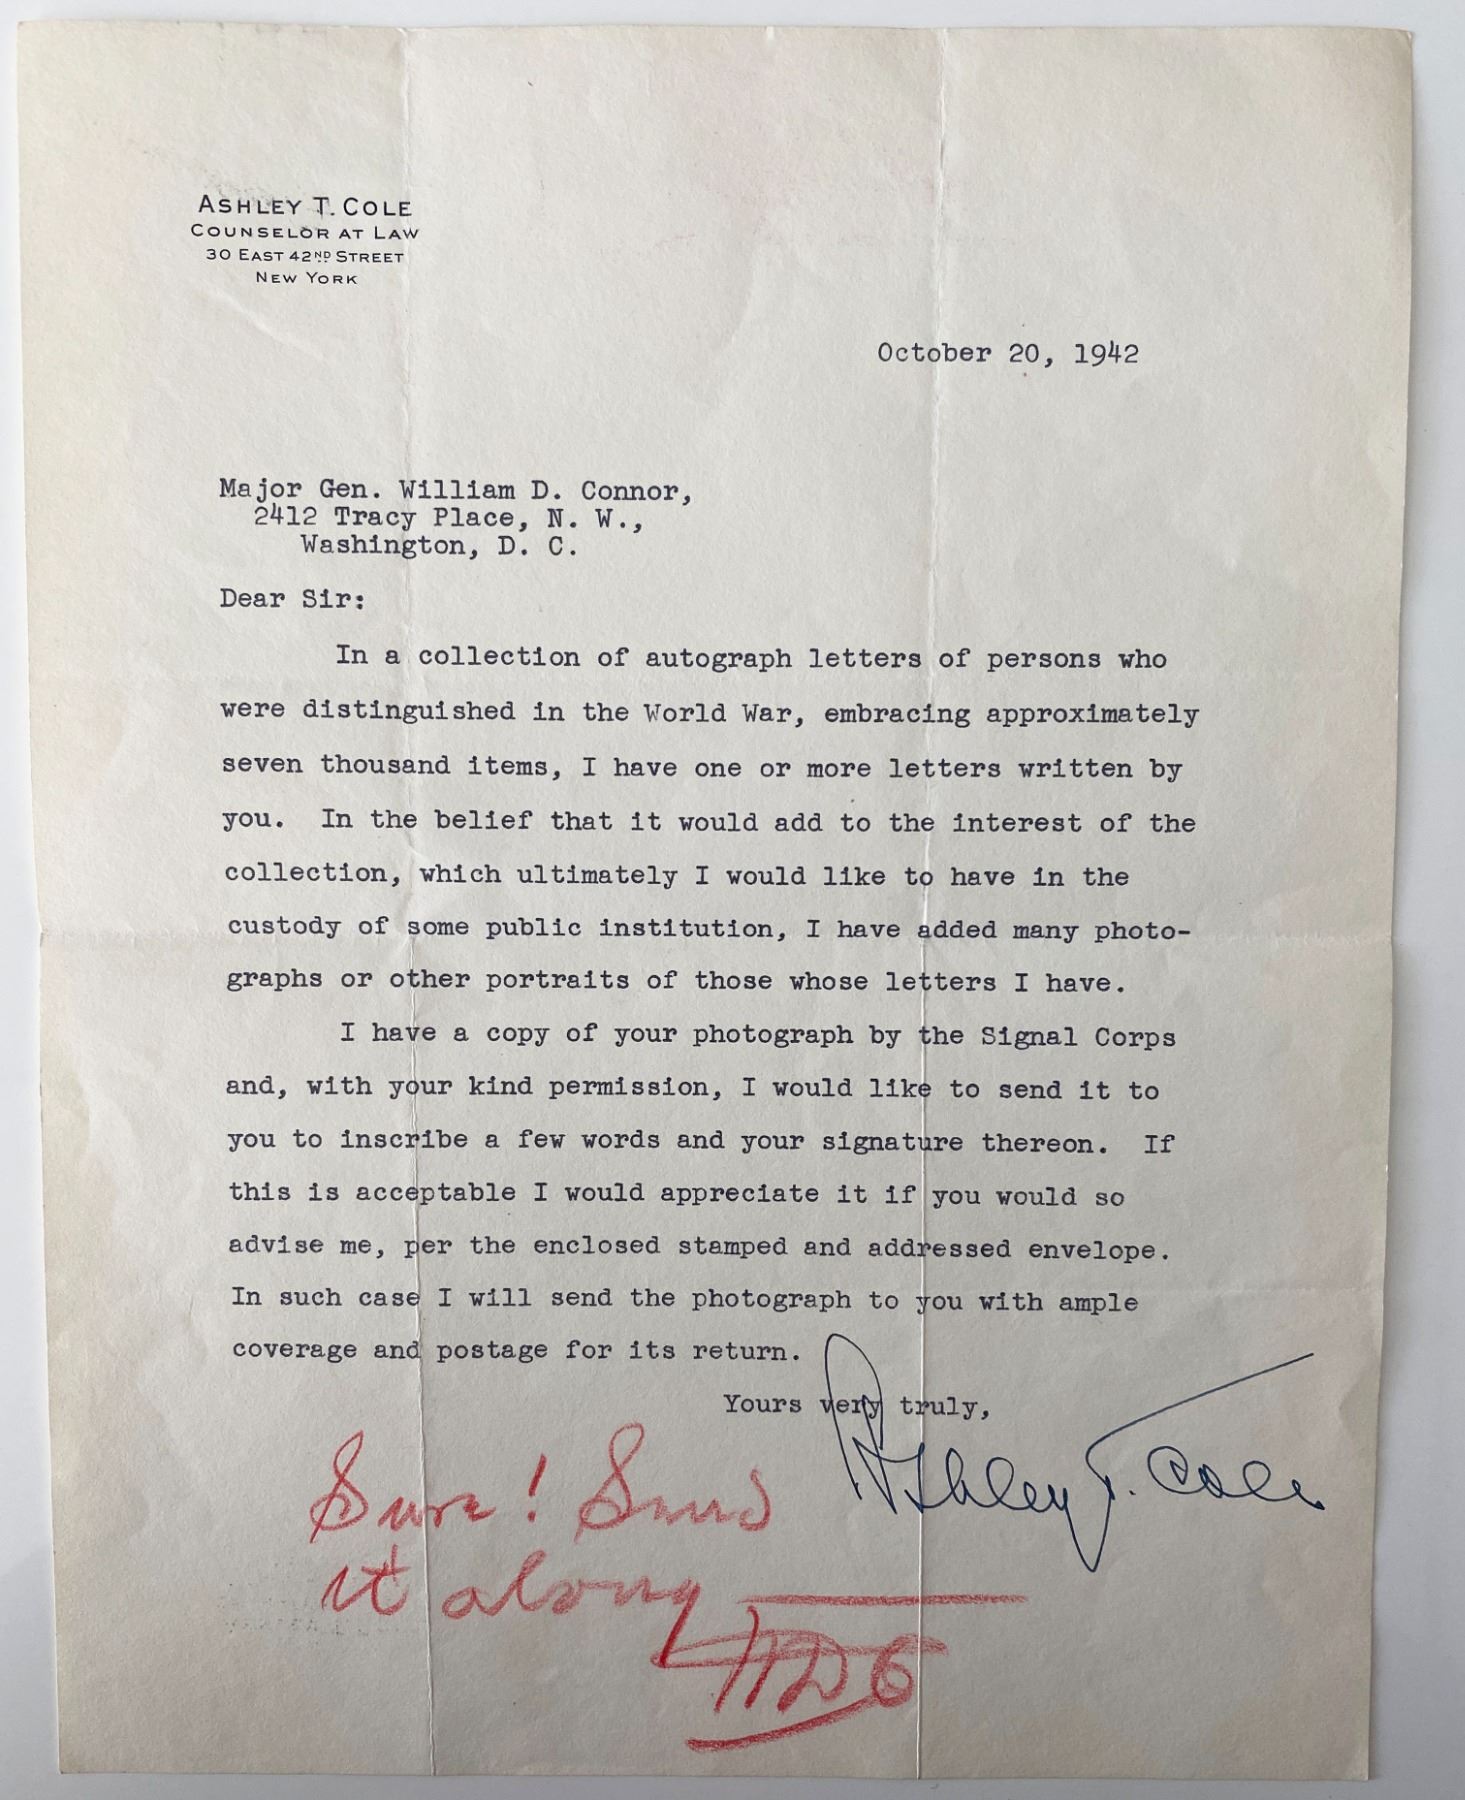 ASHLEY T. COLE
COUNSELOR AT LAW
30 EAST 42ND STREET
NEW YORK
October 20, 1942
Major Gen. William D. Connor,
2412 Tracy Place, N. W.,
Washington, D. C.
Dear Sir:
In a collection of autograph letters of persons who
were distinguished in the World War, embracing approximately
seven thousand items, I have one or more letters written by
you. In the belief that it would add to the interest of the
collection, which ultimately I would like to have in the
custody of some public institution, I have added many photo-
graphs or other portraits of those whose letters I have.
I have a copy of your photograph by the Signal Corps
and, with your kind permission, I would like to send it to
you to inscribe a few words and your signature thereon. If
this is acceptable I would appreciate it if you would so
advise me, per the enclosed stamped and addressed envelope.
In such case I will send the photograph to you with ample
coverage and postage for its return.
Yours very truly,
Ashley T. Cole
Sure! Send
it along